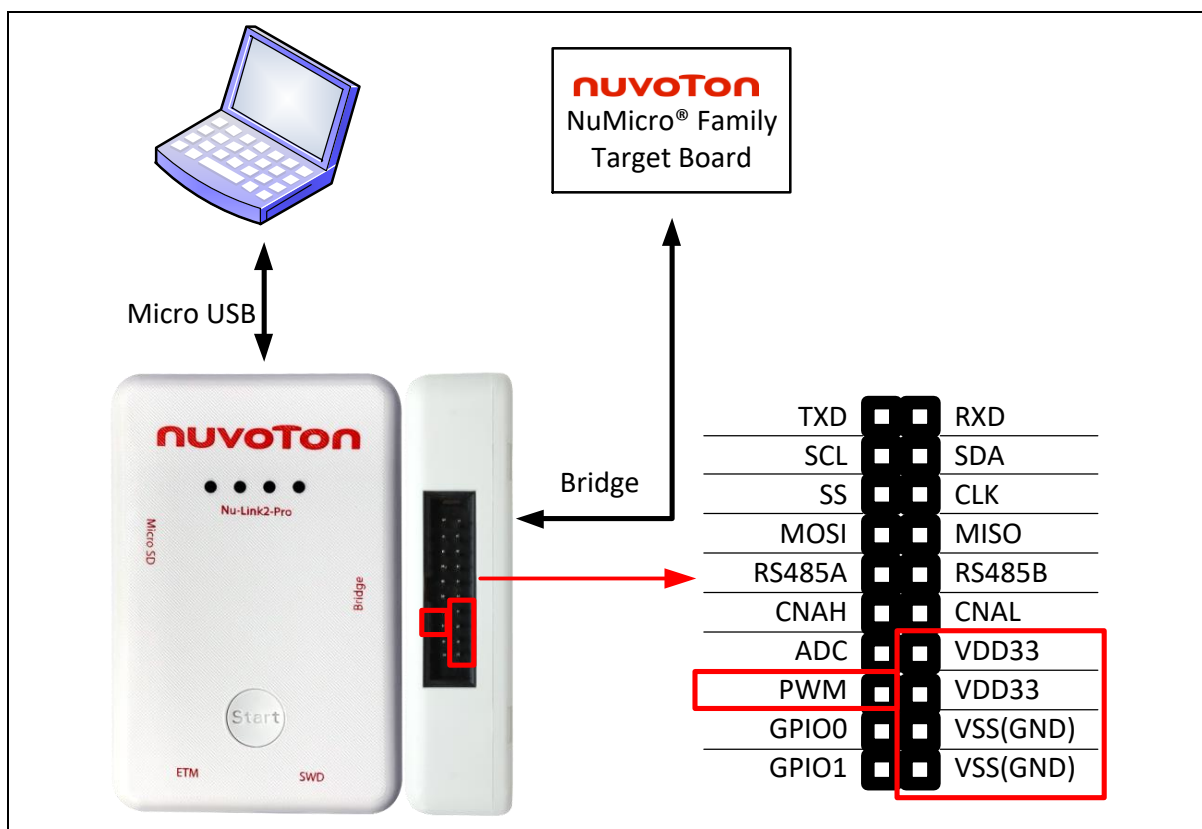 nuvoTon
NuMicro® Family
Target Board
Micro USB
nuvoTon
Nu-Link2-Pro
Micro SD
Bridge
Start
ETM
SWD
Bridge
TXD
RXD
SCL
SDA
SS
CLK
MOSI
MISO
RS485A
RS485B
CNAH
CNAL
ADC
VDD33
PWM
VDD33
GPIO0
VSS(GND)
GPIO1
VSS(GND)